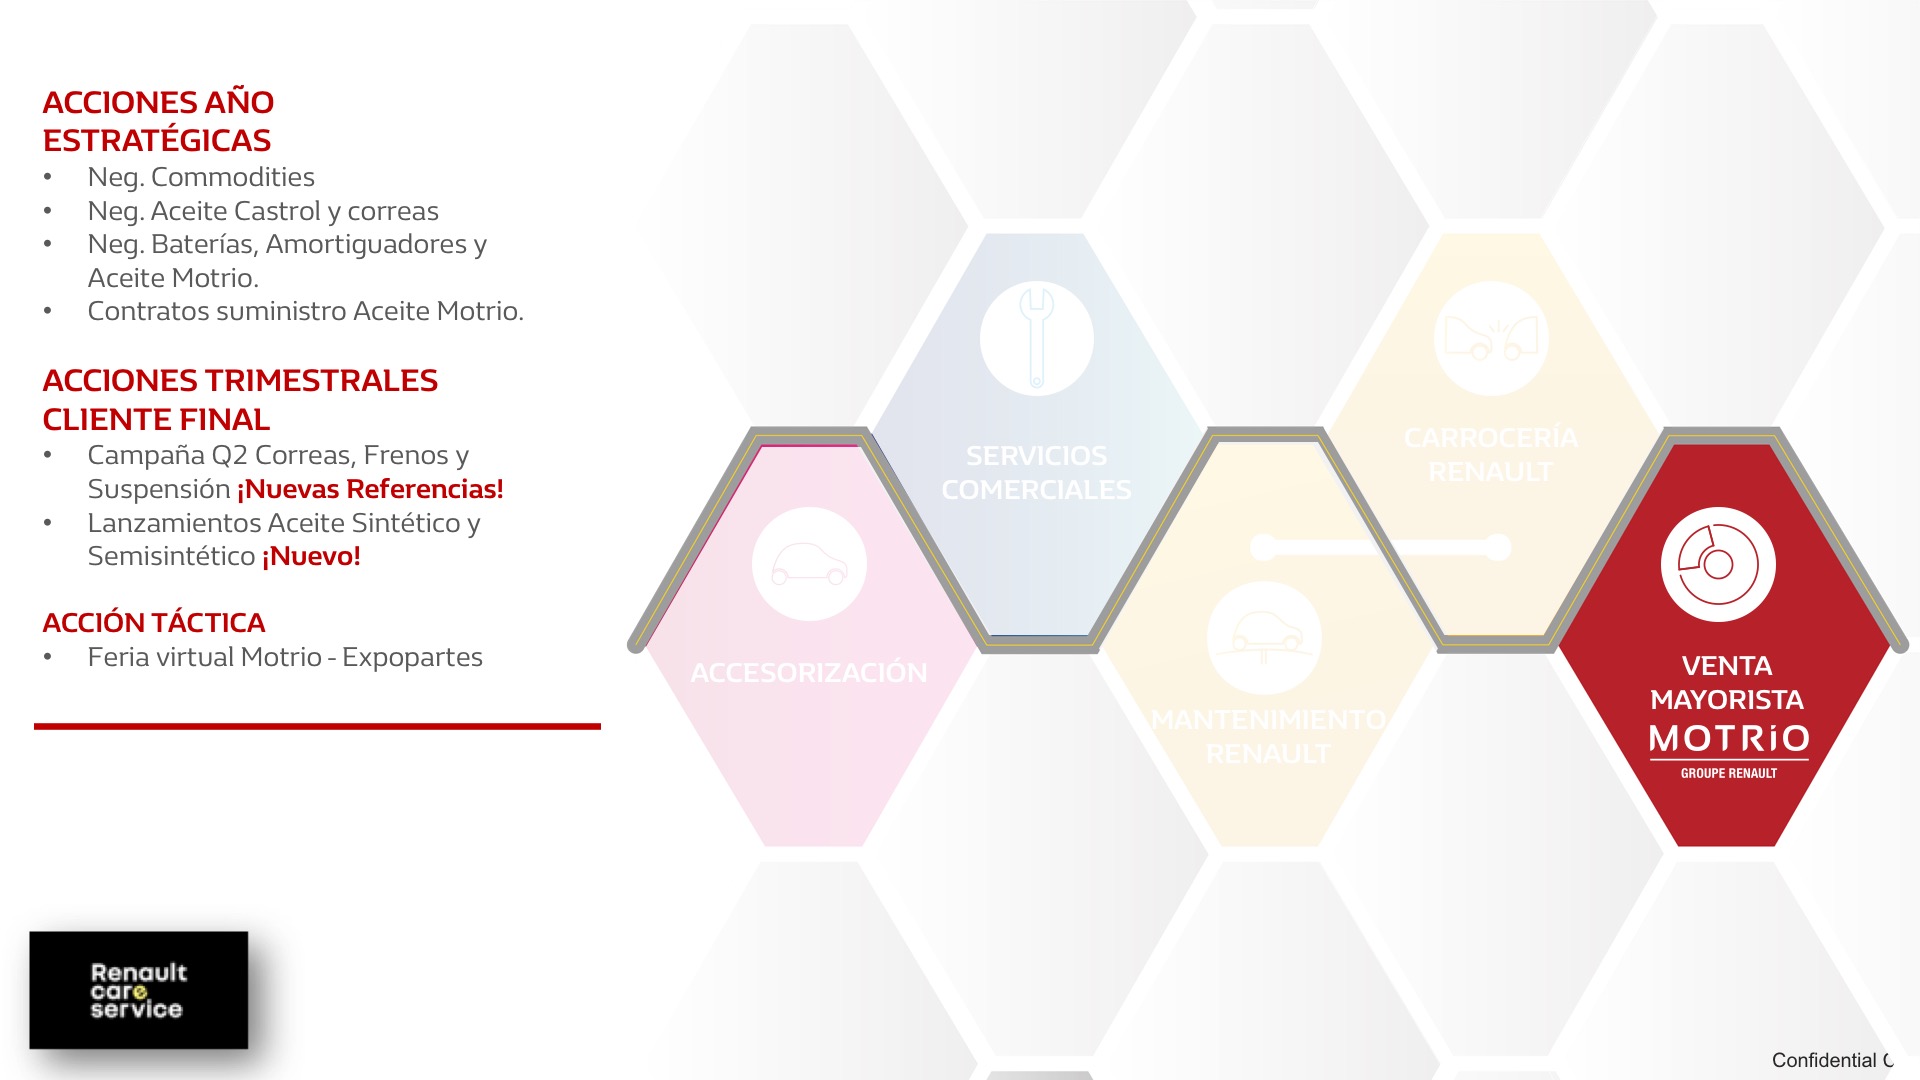 ACCIONES AÑO
ESTRATÉGICAS
• Neg. Commodities
• Neg. Aceite Castrol y correas
• Neg. Baterías, Amortiguadores y
Aceite Motrio.
• Contratos suministro Aceite Motrio.
ACCIONES TRIMESTRALES
CLIENTE FINAL
• Campaña Q2 Correas, Frenos y
Suspensión ¡Nuevas Referencias!
• Lanzamientos Aceite Sintético y
Semisintético ¡Nuevo!
ACCIÓN TÁCTICA
• Feria virtual Motrio - Expopartes
SERVICIOS
COMERCIALES
CARROCERÍA
RENAULT
ACCESORIZACIÓN
MANTENIMIENTO
RENAULT
VENTA
MAYORISTA
MOTRiO
GROUPE RENAULT
Renault
care
service
Confidential C